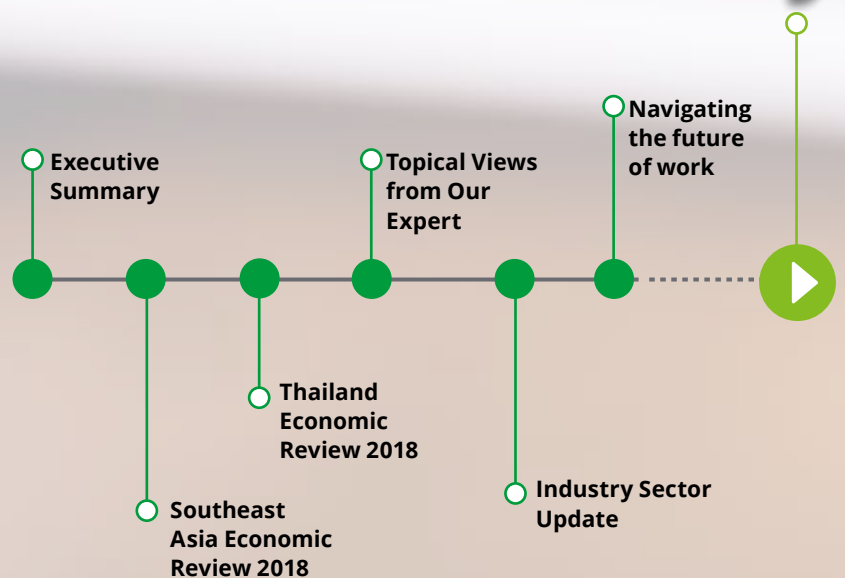 Executive
Summary
Southeast
Asia Economic
Review 2018
Thailand
Economic
Review 2018
Topical Views
from Our
Expert
Industry Sector
Update
Navigating
the future
of work